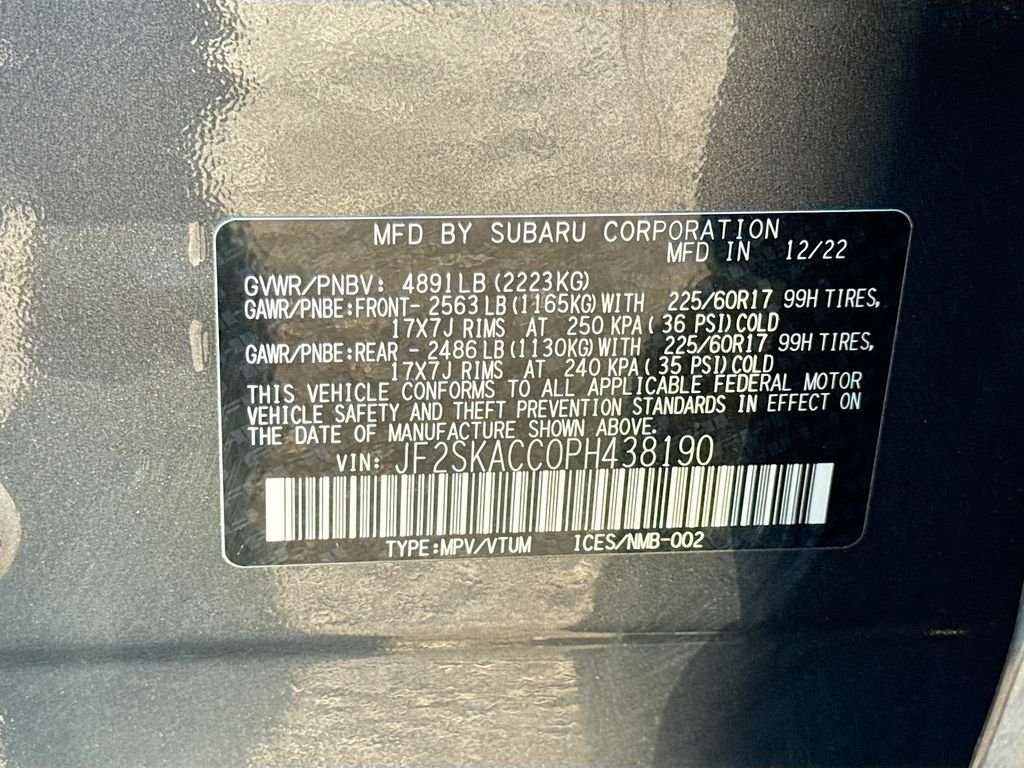 MFD BY SUBARU CORPORATION
MFD IN 12/22
GVWR/PNBV: 4891LB (2223KG)
GAWR/PNBE:FRONT- 2563LB (1165KG) WITH 225/60R17 99H TIRES,
17X7J RIMS AT 250 KPA( 36 PSI)COLD
GAWR/PNBE:REAR - 2486LB (1130KG) WITH 225/60R17 99H TIRES,
17X7J RIMS AT 240 KPA( 35 PSI)COLD
THIS VEHICLE CONFORMS TO ALL APPLICABLE FEDERAL MOTOR
VEHICLE SAFETY AND THEFT PREVENTION STANDARDS IN EFFECT ON
THE DATE OF MANUFACTURE SHOWN ABOVE.
VIN: JF2SKACC0PH438190
TYPE:MPV/VTUM ICES/NMB-002